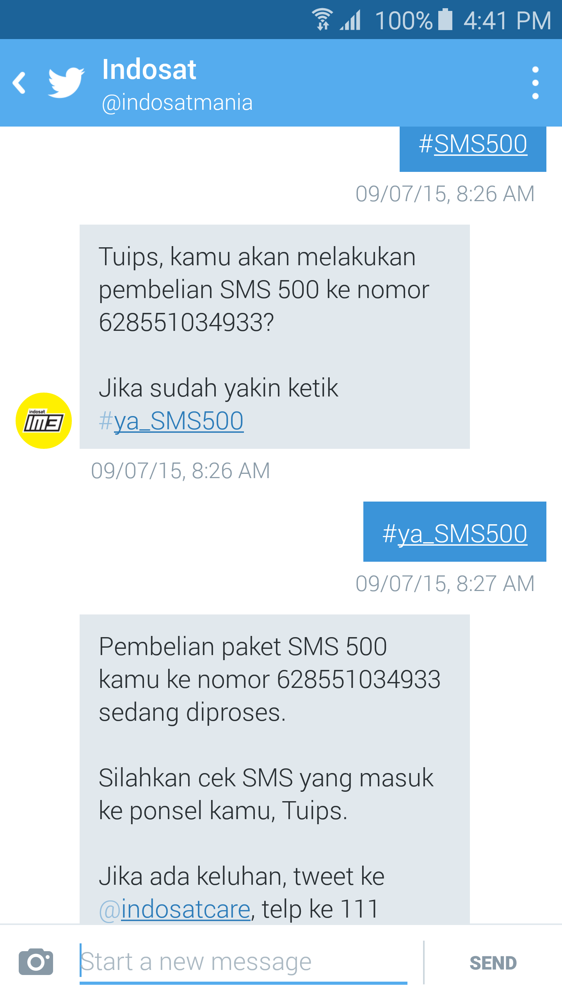 100% 4:41 PM
Indosat
@indosatmania
#SMS500
09/07/15, 8:26 AM
Tuips, kamu akan melakukan
pembelian SMS 500 ke nomor
628551034933?
Jika sudah yakin ketik
#ya_SMS500
indosat
IM3
09/07/15, 8:26 AM
#ya_SMS500
09/07/15, 8:27 AM
Pembelian paket SMS 500
kamu ke nomor 628551034933
sedang diproses.
Silahkan cek SMS yang masuk
ke ponsel kamu, Tuips.
Jika ada keluhan, tweet ke
@indosatcare, telp ke 111
Start a new message
SEND